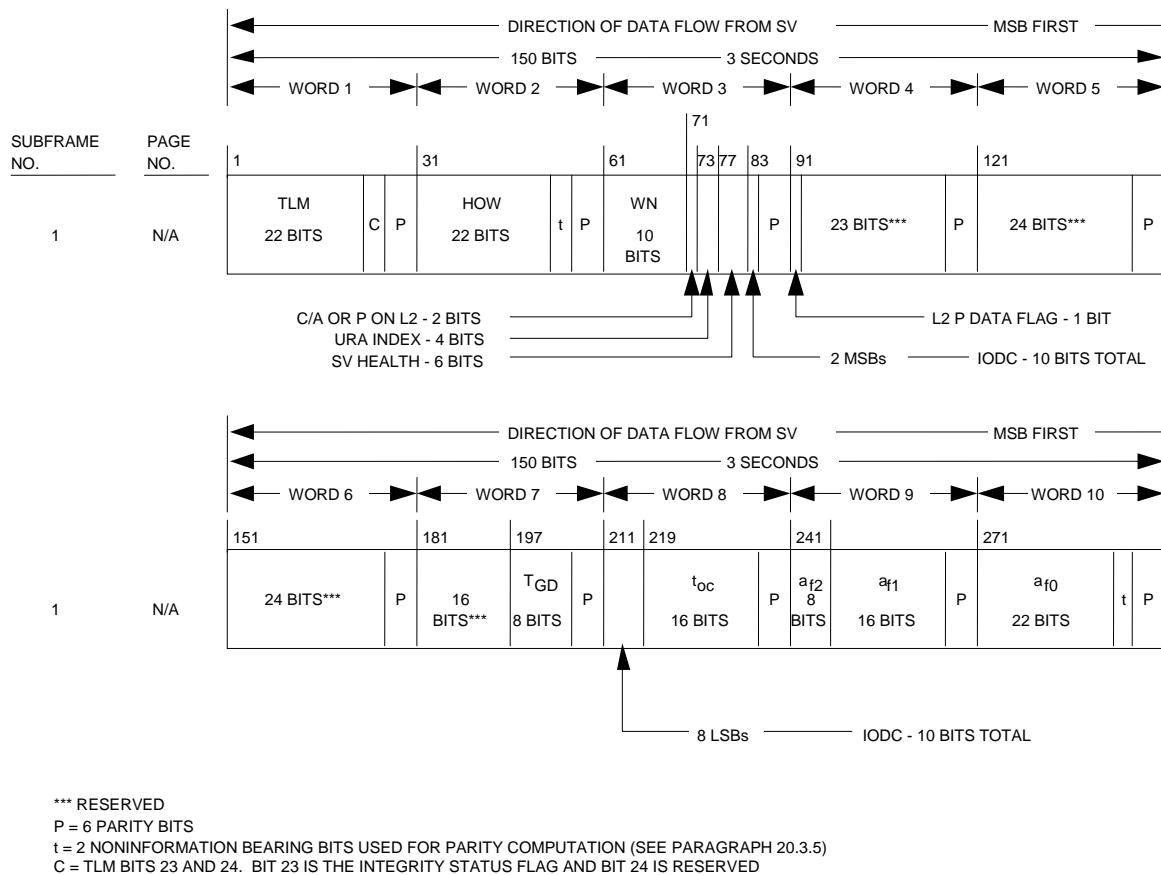 DIRECTION OF DATA FLOW FROM SV MSB FIRST
150 BITS 3 SECONDS
WORD 1 WORD 2 WORD 3 WORD 4 WORD 5
SUBFRAME NO. PAGE NO.
1 31 61 71 73 77 83 91 121
1 N/A
TLM 22 BITS C P HOW 22 BITS t P WN 10 BITS P 23 BITS*** P 24 BITS*** P
C/A OR P ON L2 - 2 BITS
URA INDEX - 4 BITS
SV HEALTH - 6 BITS
L2 P DATA FLAG - 1 BIT
2 MSBs IODC - 10 BITS TOTAL
DIRECTION OF DATA FLOW FROM SV MSB FIRST
150 BITS 3 SECONDS
WORD 6 WORD 7 WORD 8 WORD 9 WORD 10
151 181 197 211 219 241 271
1 N/A
24 BITS*** P 16 BITS*** TGD 8 BITS P toc 16 BITS P af2 8 BITS af1 16 BITS P af0 22 BITS t P
8 LSBs IODC - 10 BITS TOTAL
*** RESERVED
P = 6 PARITY BITS
t = 2 NONINFORMATION BEARING BITS USED FOR PARITY COMPUTATION (SEE PARAGRAPH 20.3.5)
C = TLM BITS 23 AND 24. BIT 23 IS THE INTEGRITY STATUS FLAG AND BIT 24 IS RESERVED